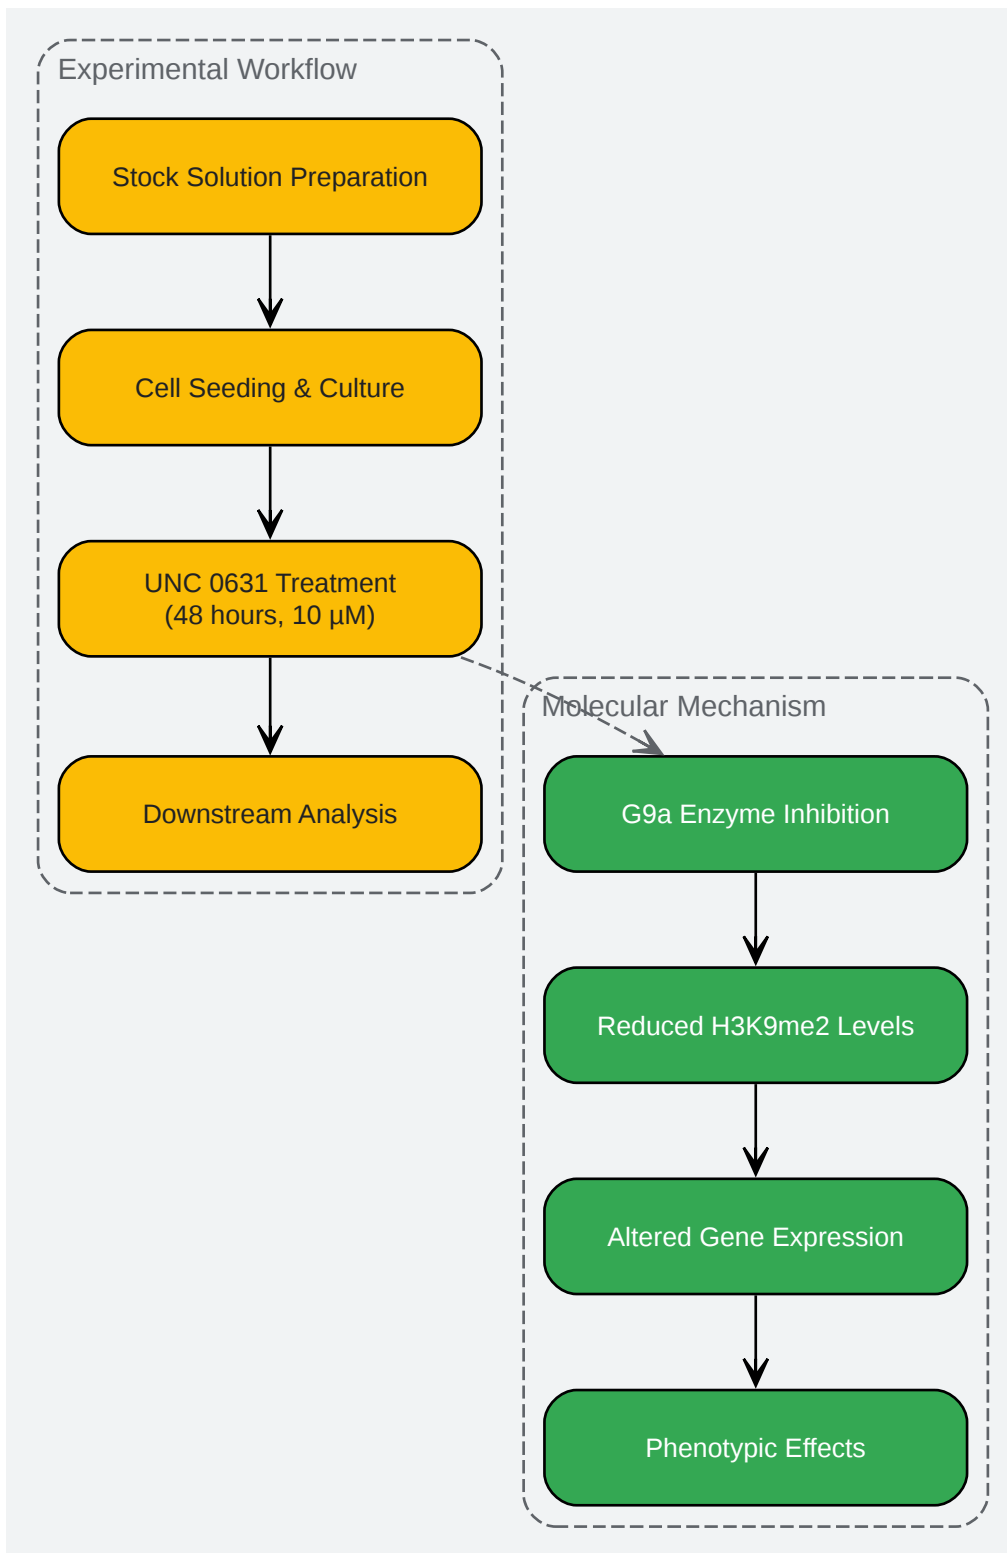 Experimental Workflow
Stock Solution Preparation
Cell Seeding & Culture
UNC 0631 Treatment
(48 hours, 10 µM)
Downstream Analysis
Molecular Mechanism
G9a Enzyme Inhibition
Reduced H3K9me2 Levels
Altered Gene Expression
Phenotypic Effects